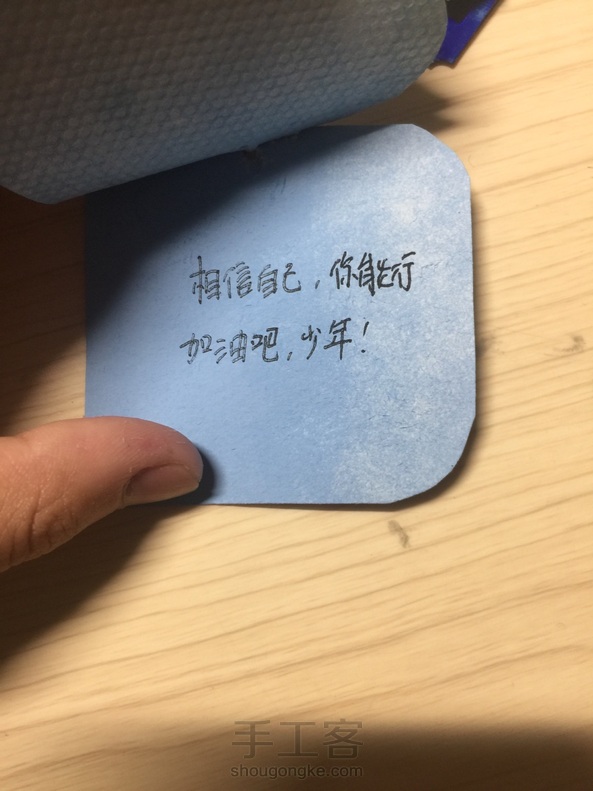 相信自己，你能行
加油吧，少年！
手工客
shougongke.com